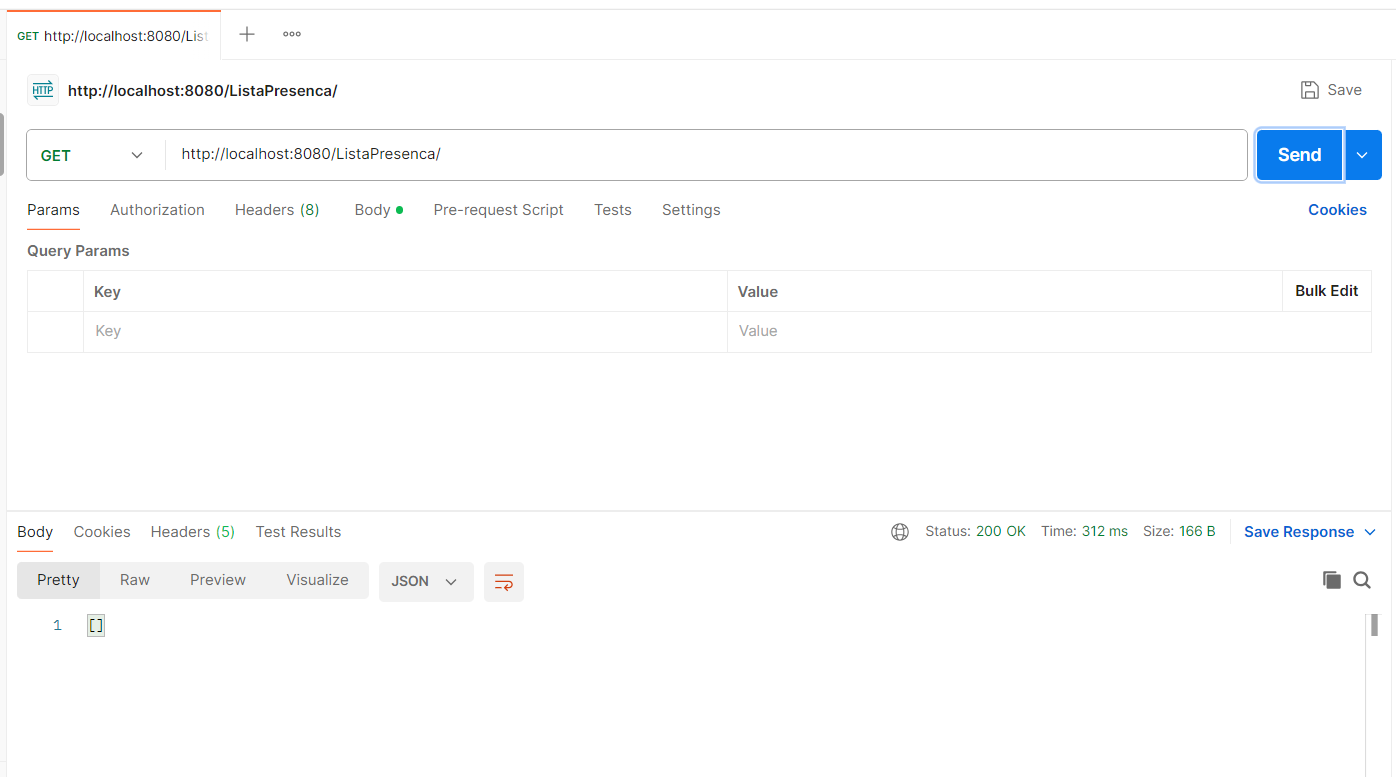 GET http://localhost:8080/List
HTTP http://localhost:8080/ListaPresenca/ Save
GET http://localhost:8080/ListaPresenca/ Send
Params Authorization Headers (8) Body Pre-request Script Tests Settings Cookies
Query Params
Key Value Bulk Edit
Key Value
Body Cookies Headers (5) Test Results Status: 200 OK Time: 312 ms Size: 166 B Save Response
Pretty Raw Preview Visualize JSON
1 []